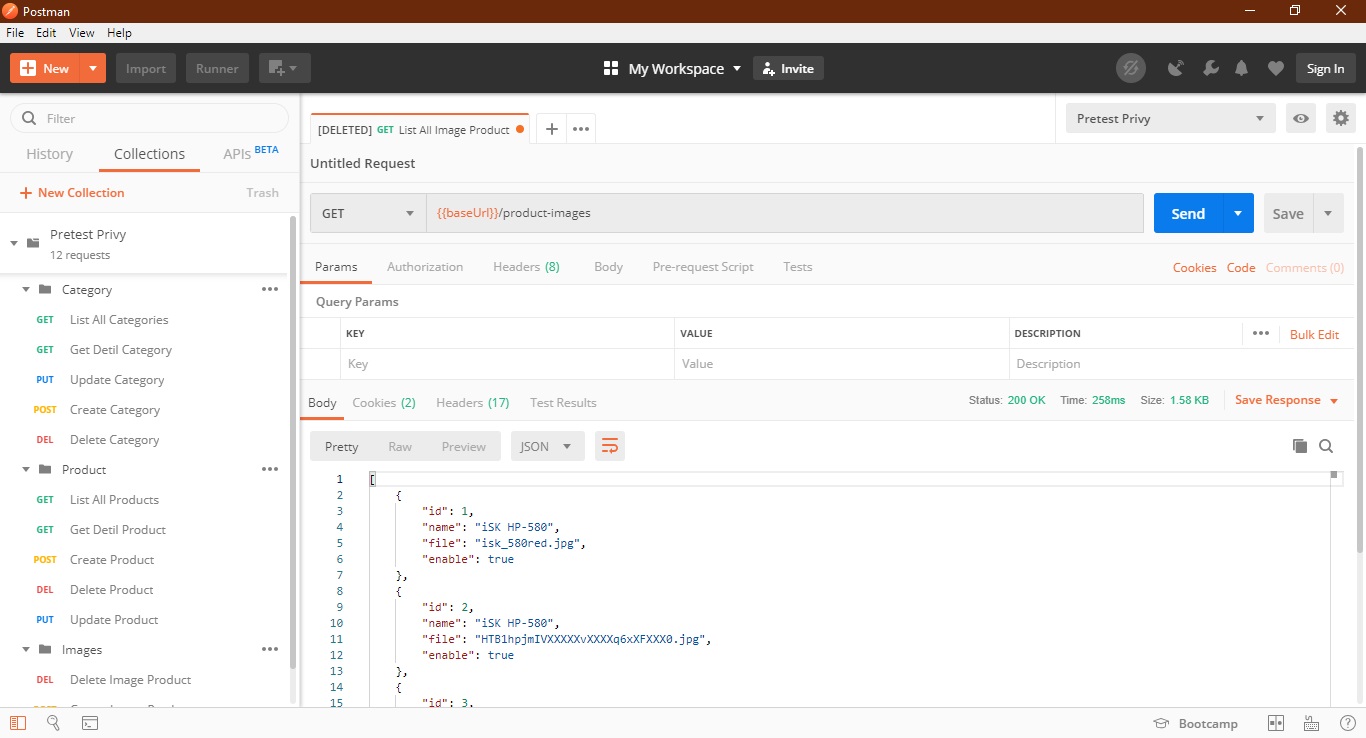 Postman
File Edit View Help
New Import Runner My Workspace Invite Sign In
Filter
History Collections APIs BETA
New Collection Trash
Pretest Privy
12 requests
Category
GET List All Categories
GET Get Detil Category
PUT Update Category
POST Create Category
DEL Delete Category
Product
GET List All Products
GET Get Detil Product
POST Create Product
DEL Delete Product
PUT Update Product
Images
DEL Delete Image Product
[DELETED] GET List All Image Product
Pretest Privy
Untitled Request
GET {{baseUrl}}/product-images Send Save
Params Authorization Headers (8) Body Pre-request Script Tests Cookies Code Comments (0)
Query Params
KEY VALUE DESCRIPTION Bulk Edit
Key Value Description
Body Cookies (2) Headers (17) Test Results Status: 200 OK Time: 258ms Size: 1.58 KB Save Response
Pretty Raw Preview JSON
1 [
2 {
3 "id": 1,
4 "name": "iSK HP-580",
5 "file": "isk_580red.jpg",
6 "enable": true
7 },
8 {
9 "id": 2,
10 "name": "iSK HP-580",
11 "file": "HTB1hpjmIVXXXXXvXXXXq6xXFXXX0.jpg",
12 "enable": true
13 },
14 {
15 "id": 3,
Bootcamp